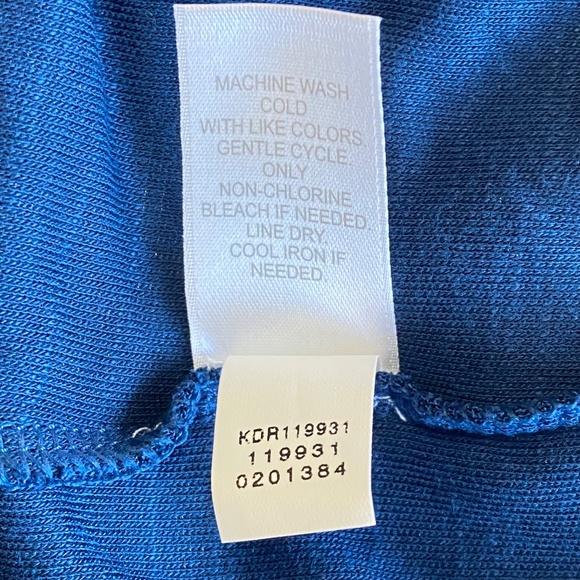 MACHINE WASH
COLD
WITH LIKE COLORS.
GENTLE CYCLE.
ONLY
NON-CHLORINE
BLEACH IF NEEDED.
LINE DRY.
COOL IRON IF
NEEDED.
KDR119931
119931
0201384